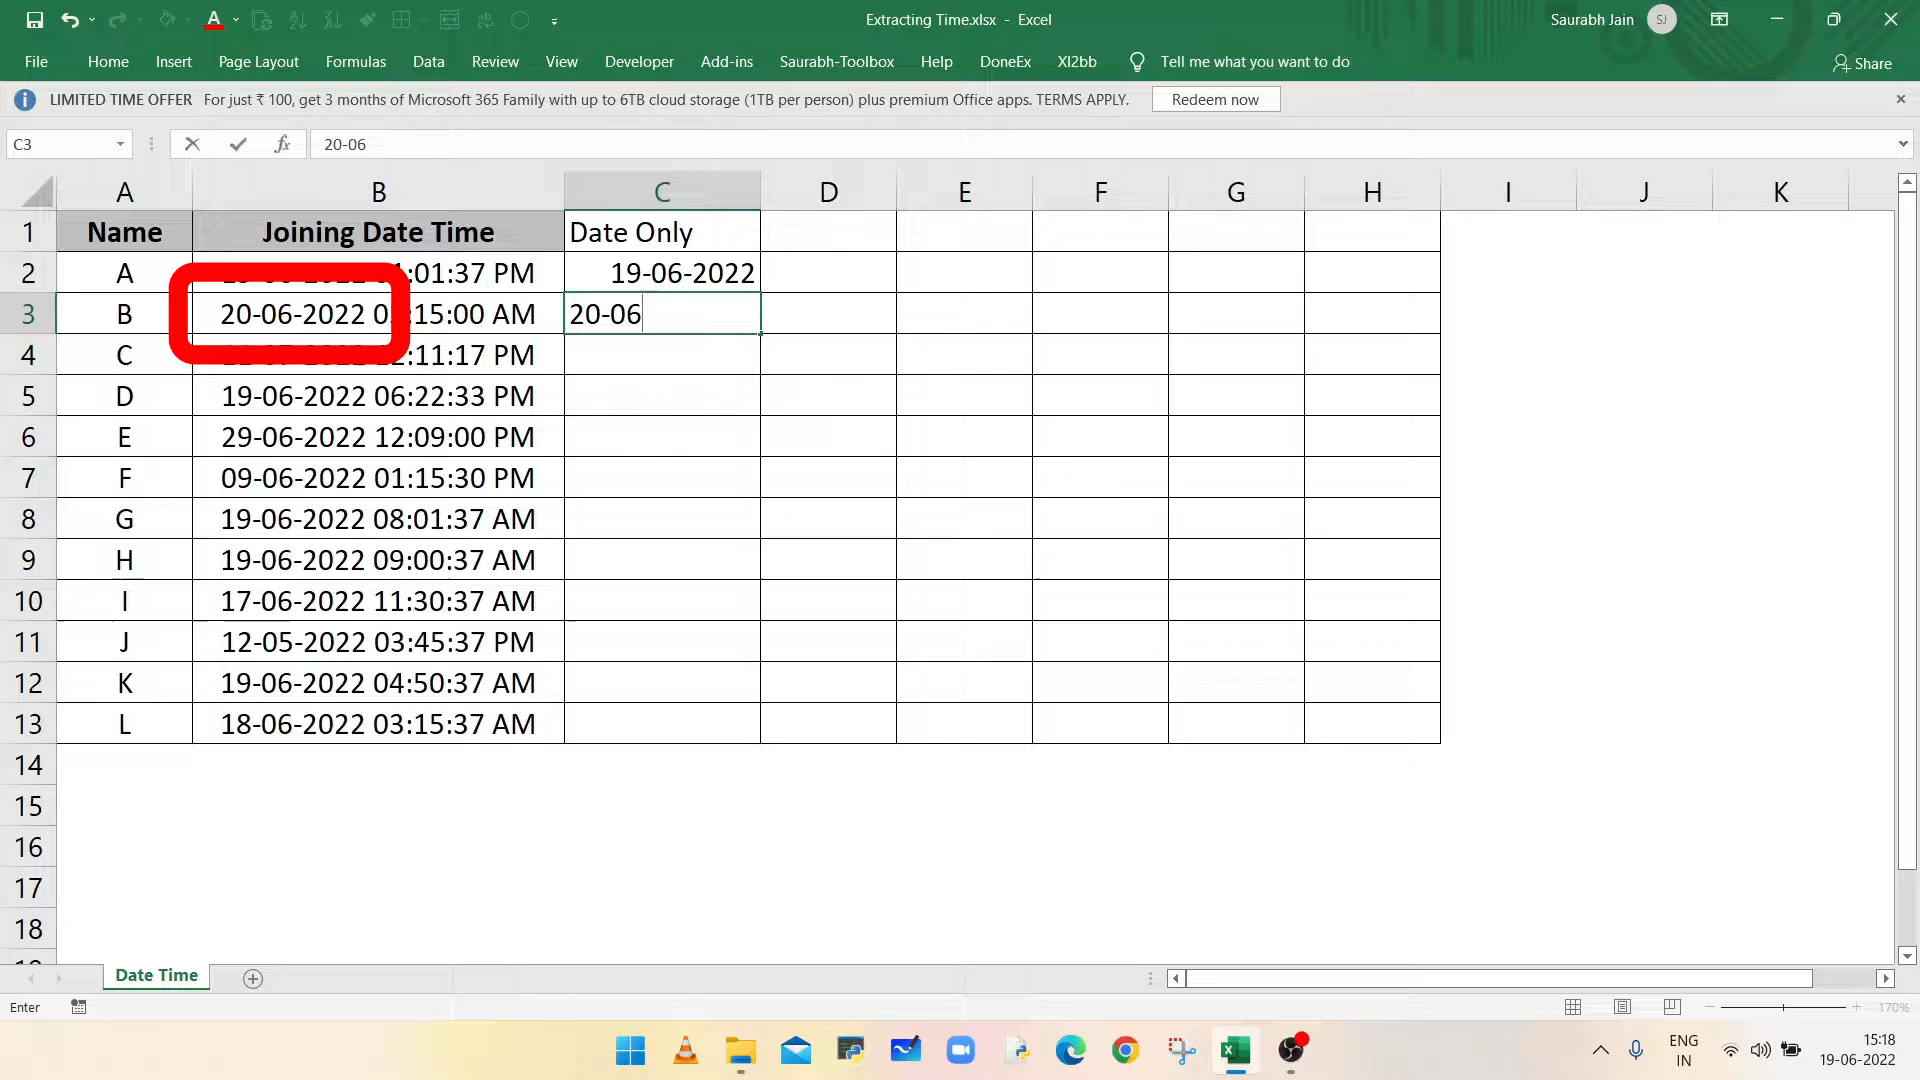 A
Extracting Time.xlsx - Excel
Saurabh Jain
SJ
File Home Insert Page Layout Formulas Data Review View Developer Add-ins Saurabh-Toolbox Help DoneEx Xl2bb Tell me what you want to do Share
LIMITED TIME OFFER For just ₹ 100, get 3 months of Microsoft 365 Family with up to 6TB cloud storage (1TB per person) plus premium Office apps. TERMS APPLY. Redeem now
C3 fx 20-06
A B C D E F G H I J K
1 Name Joining Date Time Date Only
2 A :01:37 PM 19-06-2022
3 B 20-06-2022 0 :15:00 AM 20-06
4 C :11:17 PM
5 D 19-06-2022 06:22:33 PM
6 E 29-06-2022 12:09:00 PM
7 F 09-06-2022 01:15:30 PM
8 G 19-06-2022 08:01:37 AM
9 H 19-06-2022 09:00:37 AM
10 I 17-06-2022 11:30:37 AM
11 J 12-05-2022 03:45:37 PM
12 K 19-06-2022 04:50:37 AM
13 L 18-06-2022 03:15:37 AM
14
15
16
17
18
Date Time
Enter
170%
ENG
IN
15:18
19-06-2022